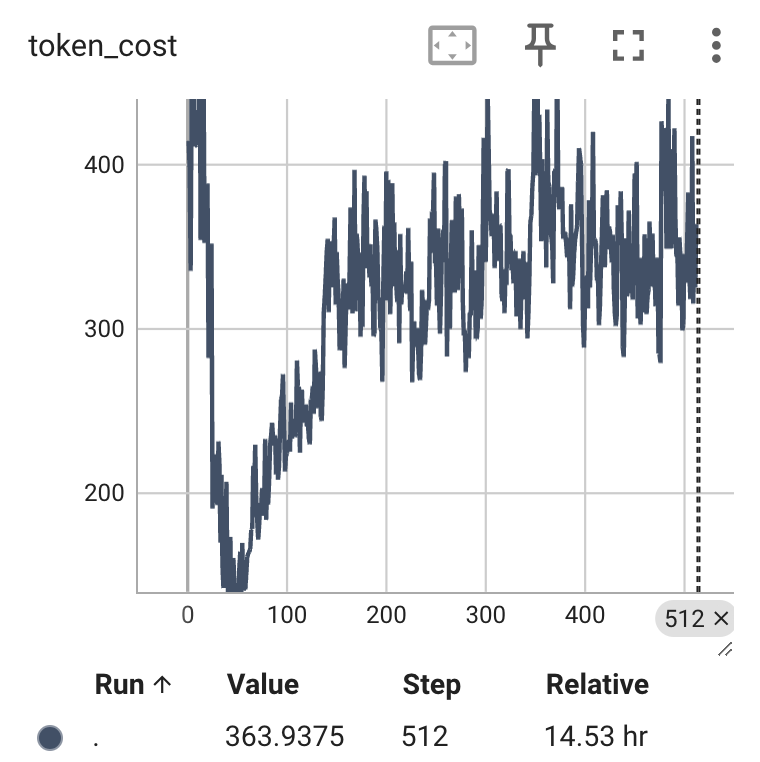 token_cost
400
300
200
0 100 200 300 400 512 ×
Run ↑ Value Step Relative
. 363.9375 512 14.53 hr